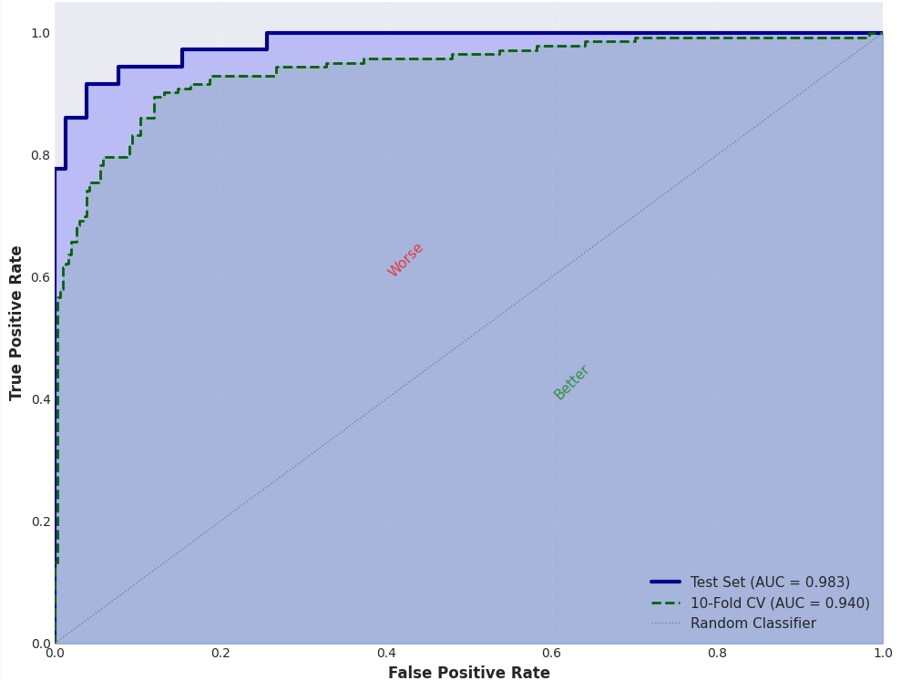 1.0
0.8
0.6
0.4
0.2
0.0
True Positive Rate
Worse
Better
Test Set (AUC = 0.983)
10-Fold CV (AUC = 0.940)
Random Classifier
0.0 0.2 0.4 0.6 0.8 1.0
False Positive Rate